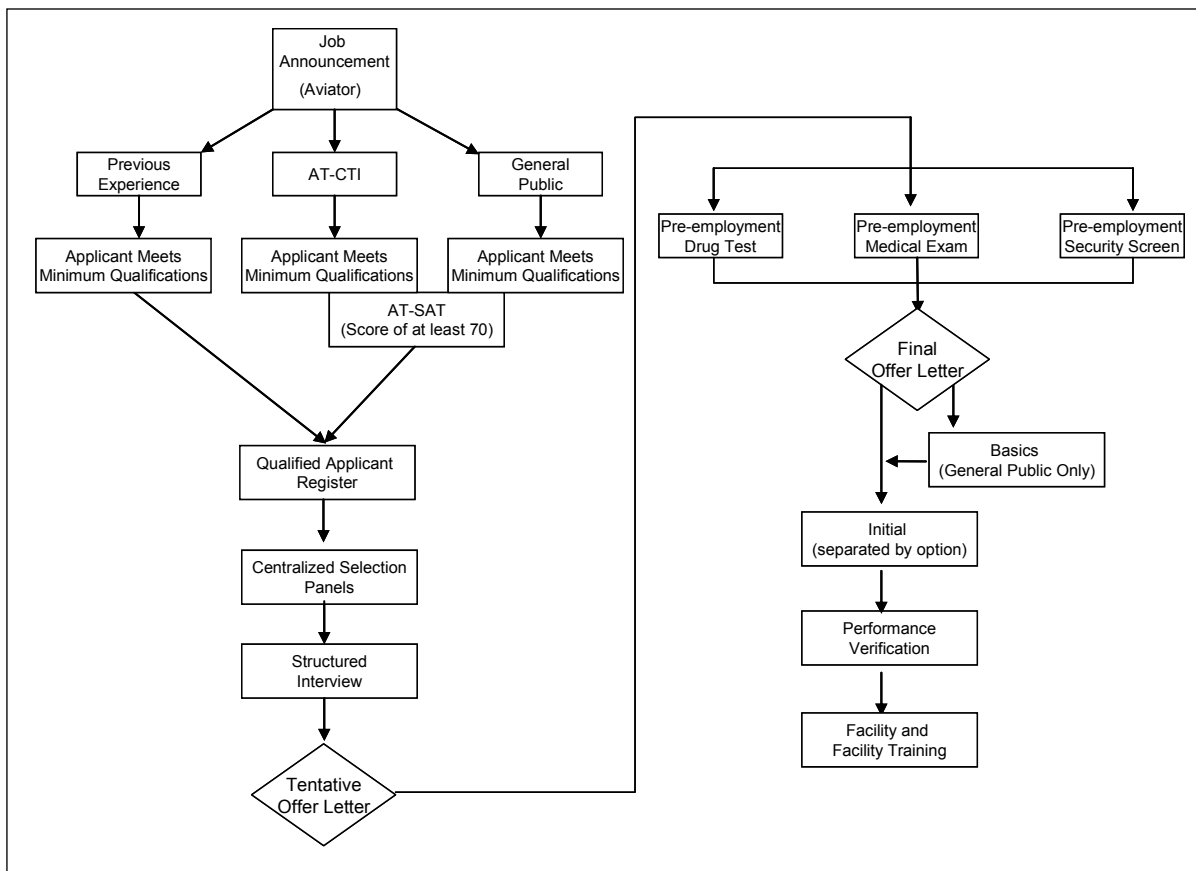 Job
Announcement
(Aviator)
Previous
Experience
AT-CTI
General
Public
Applicant Meets
Minimum Qualifications
Applicant Meets
Minimum Qualifications
Applicant Meets
Minimum Qualifications
AT-SAT
(Score of at least 70)
Qualified Applicant
Register
Centralized Selection
Panels
Structured
Interview
Tentative
Offer Letter
Pre-employment
Drug Test
Pre-employment
Medical Exam
Pre-employment
Security Screen
Final
Offer Letter
Basics
(General Public Only)
Initial
(separated by option)
Performance
Verification
Facility and
Facility Training